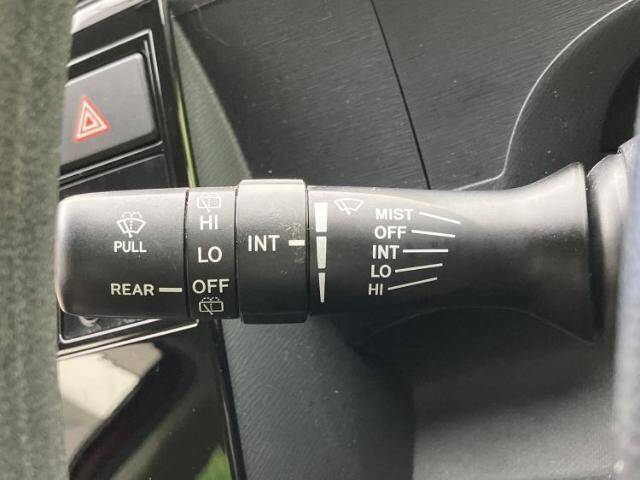 PULL
REAR
HI
LO
OFF
INT
MIST
OFF
INT
LO
HI